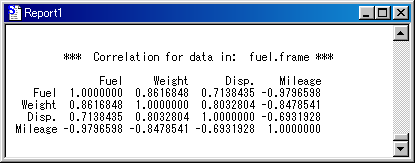 Report1
*** Correlation for data in: fuel.frame ***
Fuel Weight Disp. Mileage
Fuel 1.0000000 0.8616848 0.7138435 -0.9796598
Weight 0.8616848 1.0000000 0.8032804 -0.8478541
Disp. 0.7138435 0.8032804 1.0000000 -0.6931928
Mileage -0.9796598 -0.8478541 -0.6931928 1.0000000